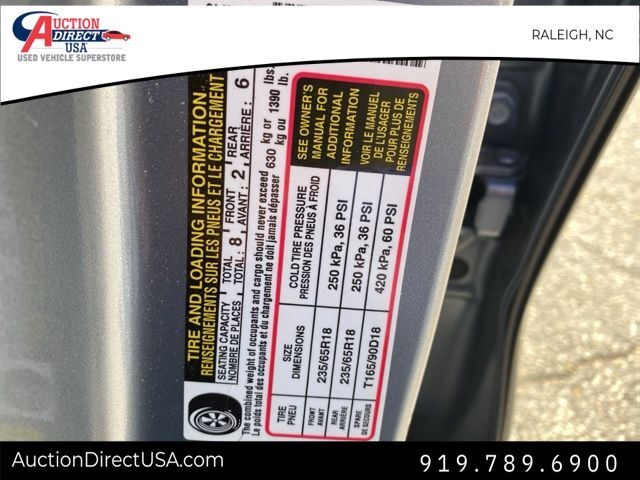 AUCTION
DIRECT
USA
USED VEHICLE SUPERSTORE
RALEIGH, NC
TIRE AND LOADING INFORMATION
RENSEIGNEMENTS SUR LES PNEUS ET LE CHARGEMENT
SEATING CAPACITY TOTAL FRONT REAR
NOMBRE DE PLACES TOTAL: 8 AVANT: 2 ARRIÈRE: 6
The combined weight of occupants and cargo should never exceed 630 kg or 1390 lbs.
Le poids total des occupants et du chargement ne doit jamais dépasser kg ou lb.
TIRE
PNEU
SIZE
DIMENSIONS
COLD TIRE PRESSURE
PRESSION DES PNEUS À FROID
SEE OWNER'S
MANUAL FOR
ADDITIONAL
INFORMATION
VOIR LE MANUEL
DE L'USAGER
POUR PLUS DE
RENSEIGNEMENTS
FRONT
AVANT
235/65R18
250 kPa, 36 PSI
REAR
ARRIÈRE
235/65R18
250 kPa, 36 PSI
SPARE
DE SECOURS
T165/90D18
420 kPa, 60 PSI
AuctionDirectUSA.com
919.789.6900